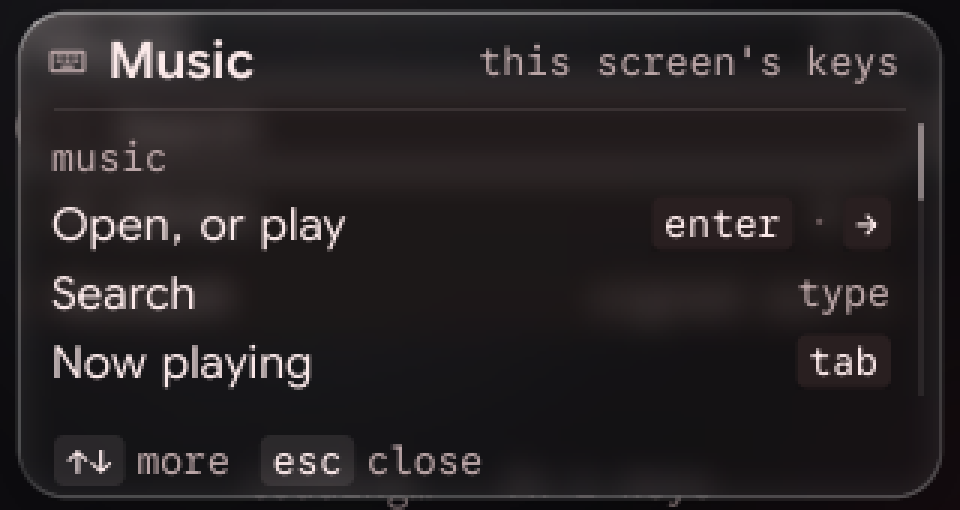 Music this screen's keys
music
Open, or play enter · →
Search type
Now playing tab
↑↓ more esc close